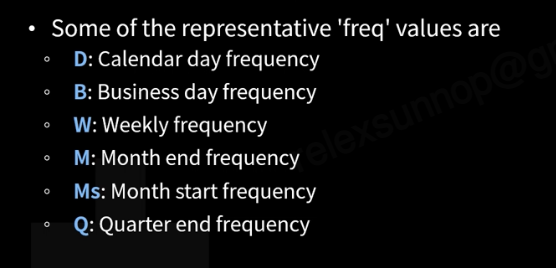 • Some of the representative 'freq' values are
◦ D: Calendar day frequency
◦ B: Business day frequency
◦ W: Weekly frequency
◦ M: Month end frequency
◦ Ms: Month start frequency
◦ Q: Quarter end frequency